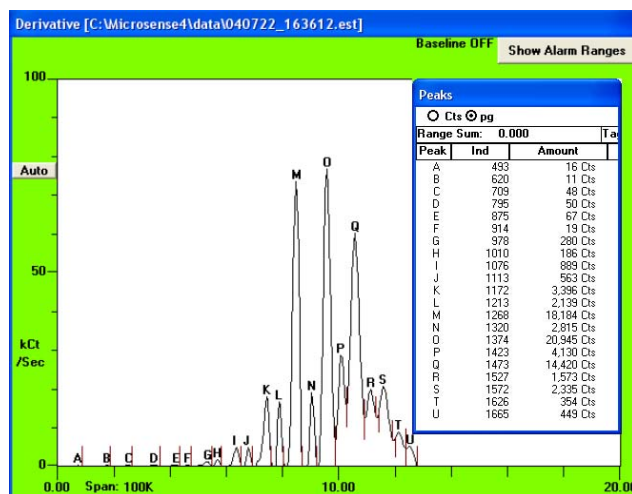 Derivative [C:\Microsense4\data\040722_163612.est]
Baseline OFF
Show Alarm Ranges
100
Auto
50
kCt
/Sec
0
A B C D E F G H I J K L M N O P Q R S T U
0.00 Span: 100K 10.00 20.00
Peaks
Cts pg
Range Sum: 0.000 Tag
Peak Ind Amount
A 493 16 Cts
B 620 11 Cts
C 709 48 Cts
D 795 50 Cts
E 875 67 Cts
F 914 19 Cts
G 978 280 Cts
H 1010 186 Cts
I 1076 889 Cts
J 1113 563 Cts
K 1172 3,396 Cts
L 1213 2,139 Cts
M 1268 18,184 Cts
N 1320 2,815 Cts
O 1374 20,945 Cts
P 1423 4,130 Cts
Q 1473 14,420 Cts
R 1527 1,573 Cts
S 1572 2,335 Cts
T 1626 354 Cts
U 1665 449 Cts